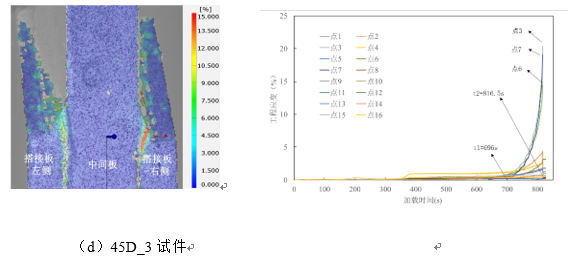 [%]
15.000
13.500
12.000
10.500
9.000
7.500
6.000
4.500
3.000
1.500
0.000
搭接板
左侧
中间板
搭接板
右侧
工程应变（%）
25
20
15
10
5
0
点1 点2
点3 点4
点5 点6
点7 点8
点9 点10
点11 点12
点13 点14
点15 点16
点3
点7
点6
τ2=816.5s
τ1=696s
0 100 200 300 400 500 600 700 800
加载时间(s)
（d）45D_3 试件